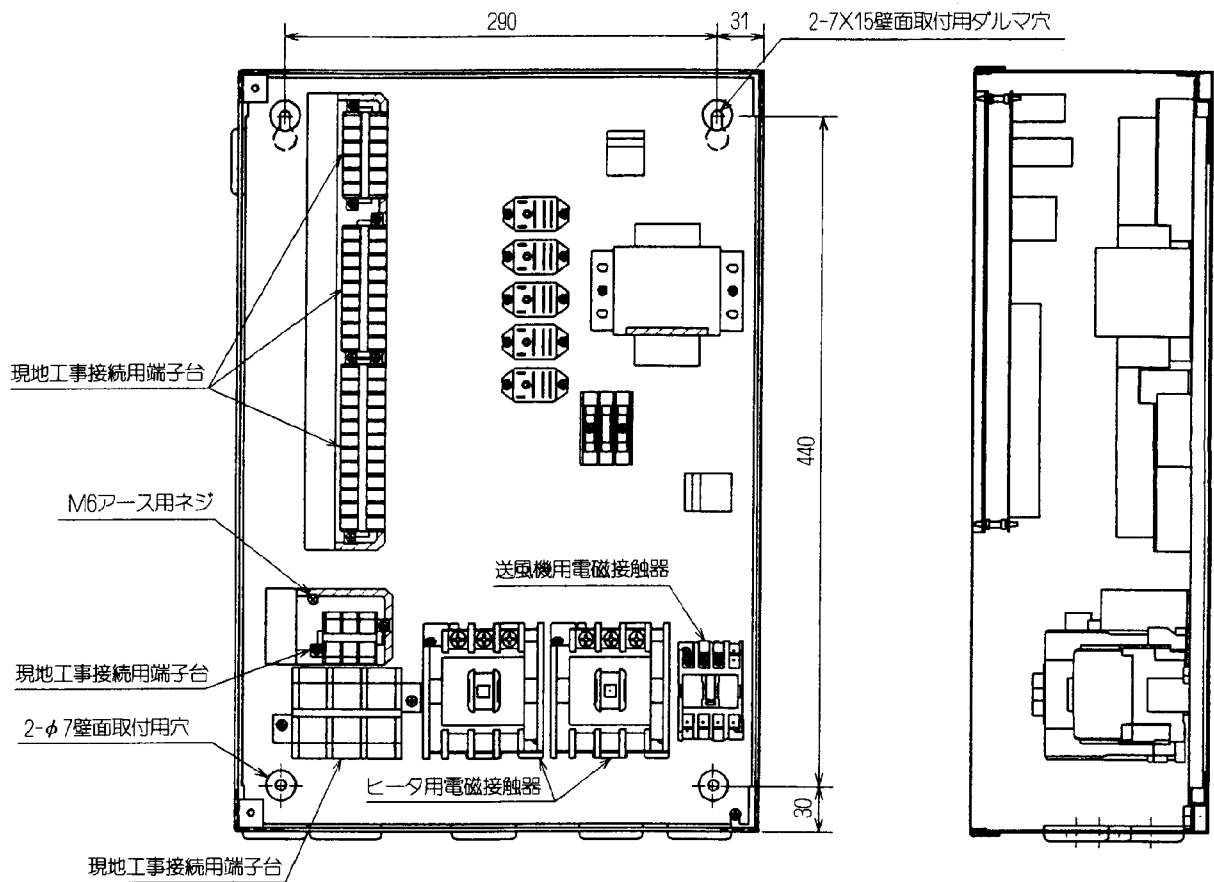 290
31
2-7X15壁面取付用ダルマ穴
現地工事接続用端子台
440
M6アース用ネジ
送風機用電磁接触器
現地工事接続用端子台
2-φ7壁面取付用穴
ヒータ用電磁接触器
30
現地工事接続用端子台